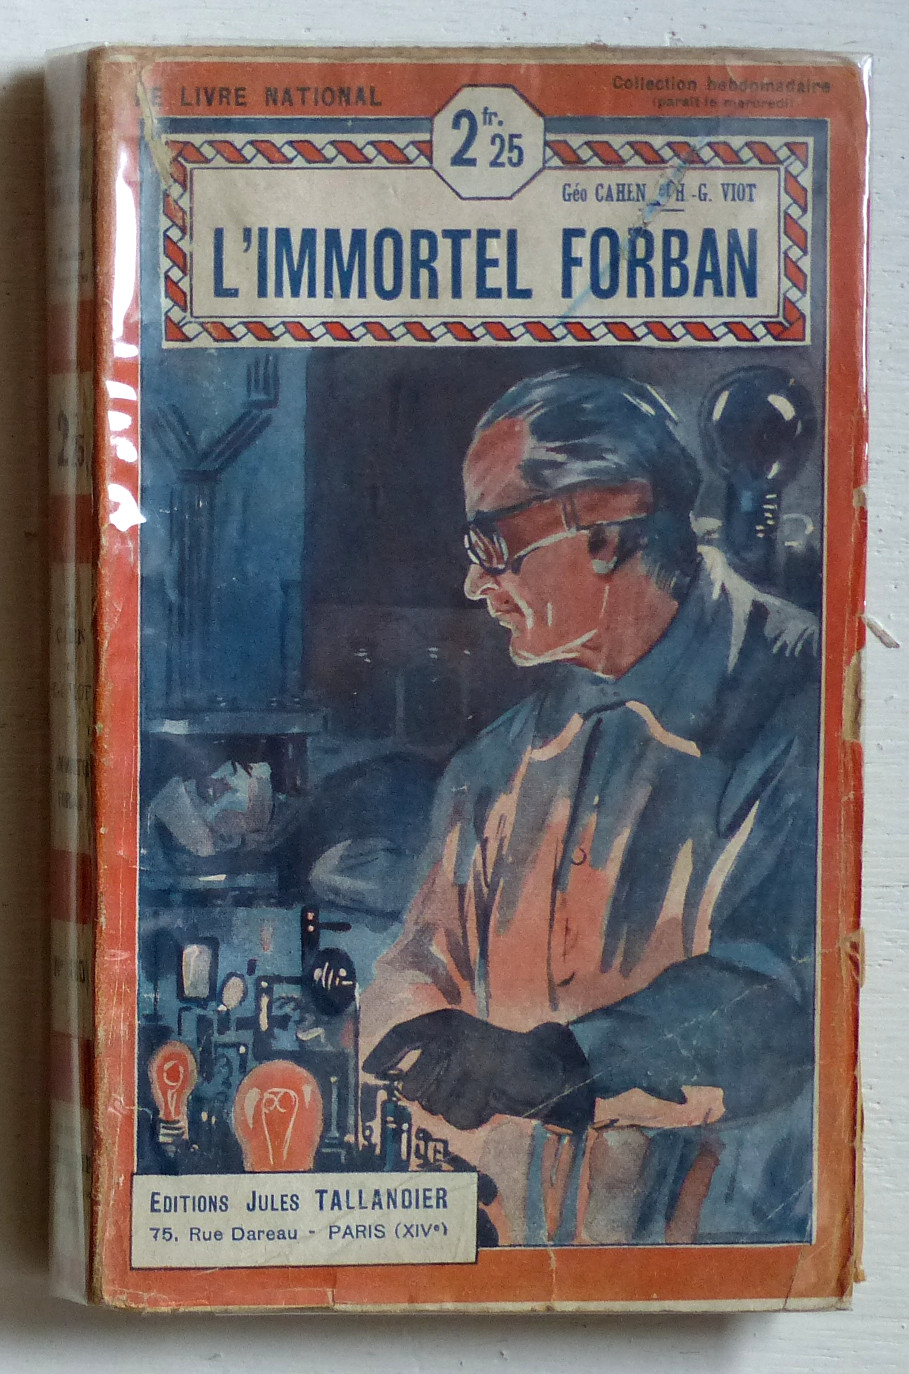 LE LIVRE NATIONAL
Collection hebdomadaire
(paraît le mercredi)
2 fr. 25
Géo CAHEN et H.-G. VIOT
L'IMMORTEL FORBAN
EDITIONS JULES TALLANDIER
75, Rue Dareau - PARIS (XIVe)